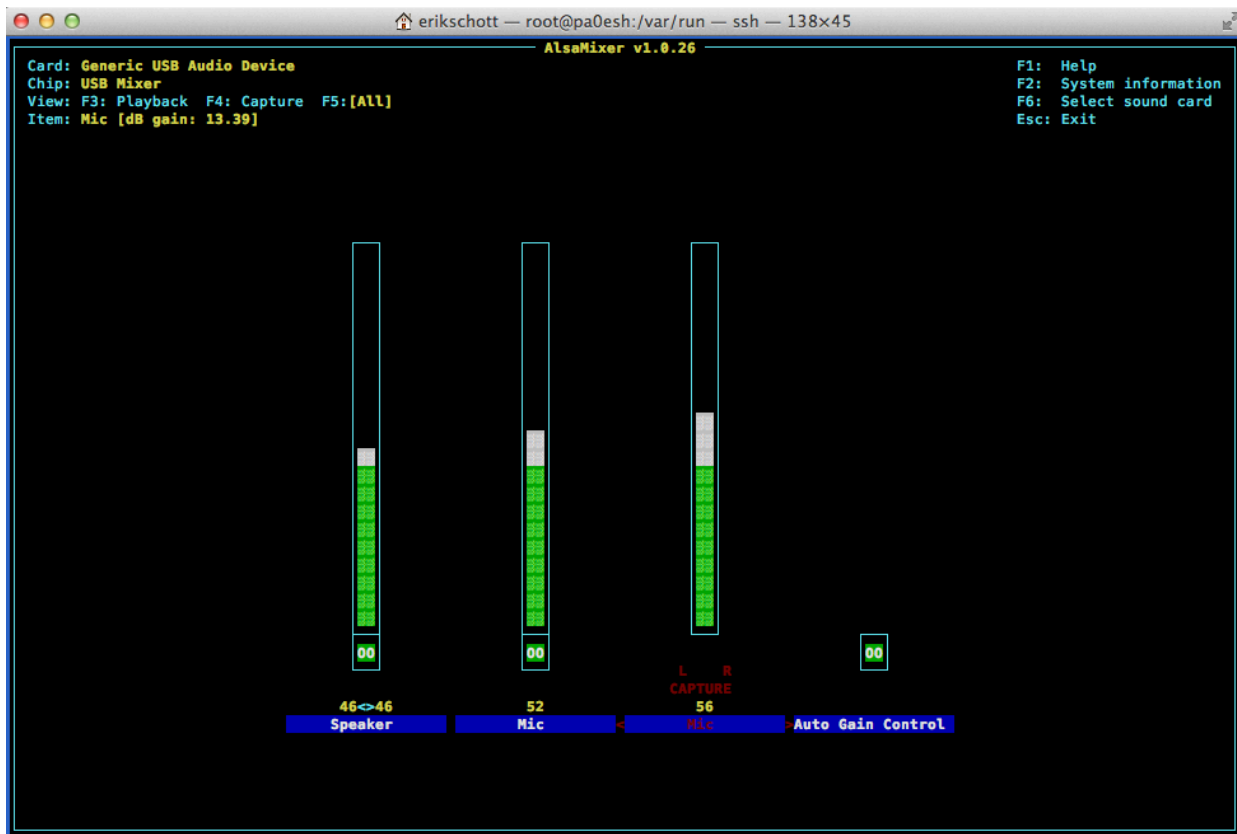 erikschott — root@pa0esh:/var/run — ssh — 138×45
AlsaMixer v1.0.26
Card: Generic USB Audio Device F1: Help
Chip: USB Mixer F2: System information
View: F3: Playback F4: Capture F5:[All] F6: Select sound card
Item: Mic [dB gain: 13.39] Esc: Exit
00 00 00
L R
CAPTURE
46<>46 52 56
Speaker Mic < Mic >Auto Gain Control